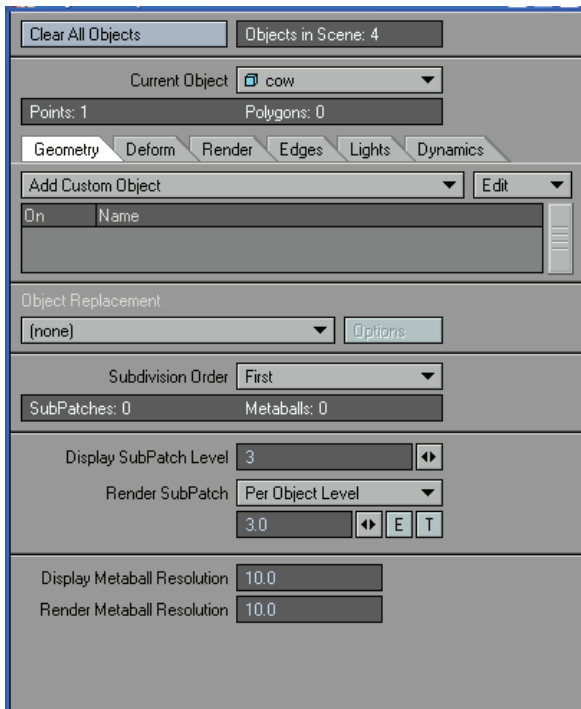 Clear All Objects Objects in Scene: 4
Current Object cow
Points: 1 Polygons: 0
Geometry Deform Render Edges Lights Dynamics
Add Custom Object Edit
On Name
Object Replacement
(none) Options
Subdivision Order First
SubPatches: 0 Metaballs: 0
Display SubPatch Level 3
Render SubPatch Per Object Level
3.0 E T
Display Metaball Resolution 10.0
Render Metaball Resolution 10.0